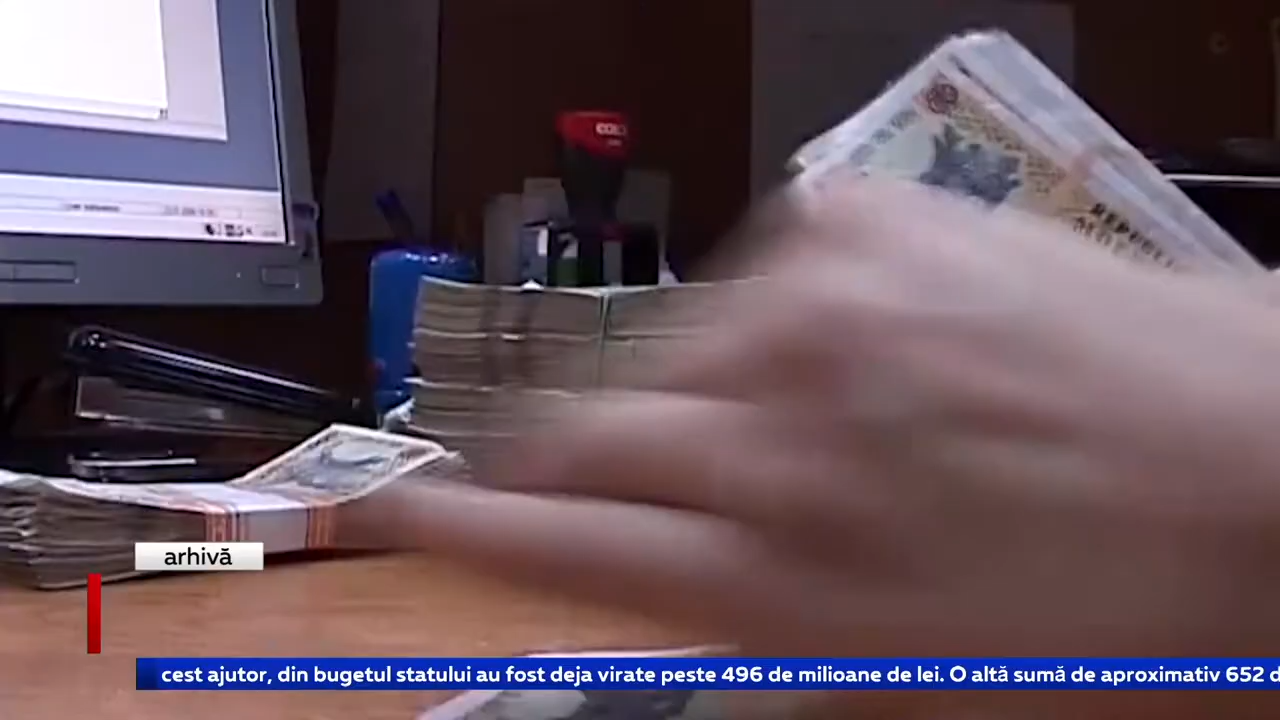 REPU
arhivă
cest ajutor, din bugetul statului au fost deja virate peste 496 de milioane de lei. O altă sumă de aproximativ 652 d